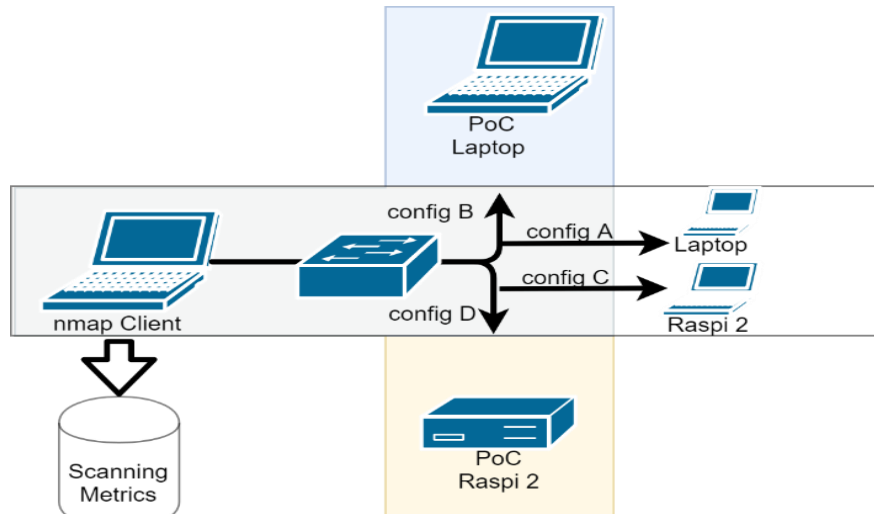 PoC
Laptop
config B
config A
Laptop
config C
config D
nmap Client
Raspi 2
Scanning
Metrics
PoC
Raspi 2